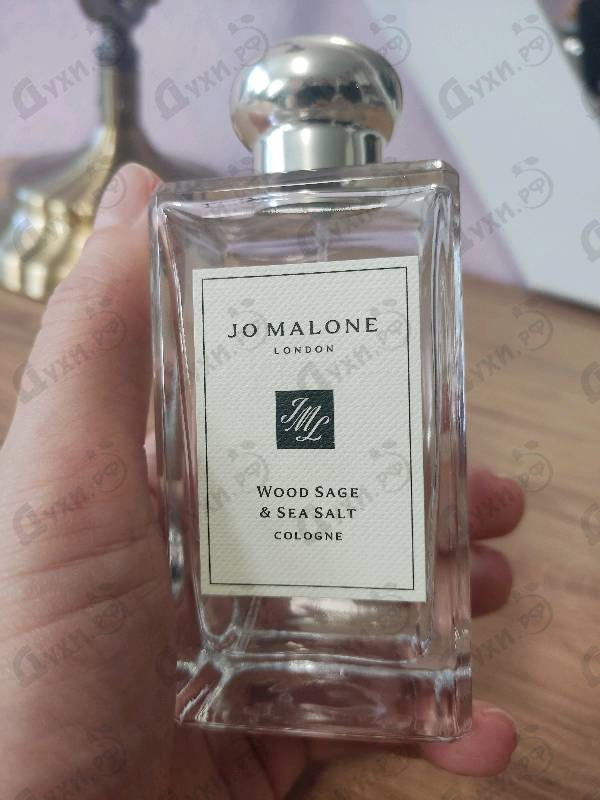 JO MALONE
LONDON
JML
WOOD SAGE
& SEA SALT
COLOGNE
Духи.РФ